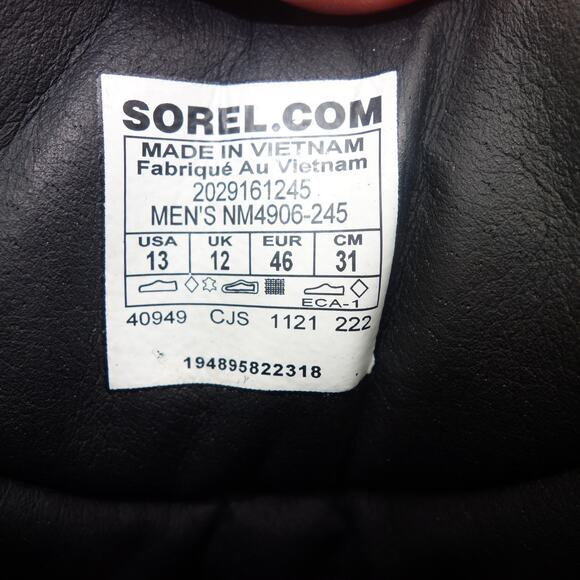 SOREL.COM
MADE IN VIETNAM
Fabriqué Au Vietnam
2029161245
MEN'S NM4906-245
USA UK EUR CM
13 12 46 31
ECA-1
40949 CJS 1121 222
194895822318